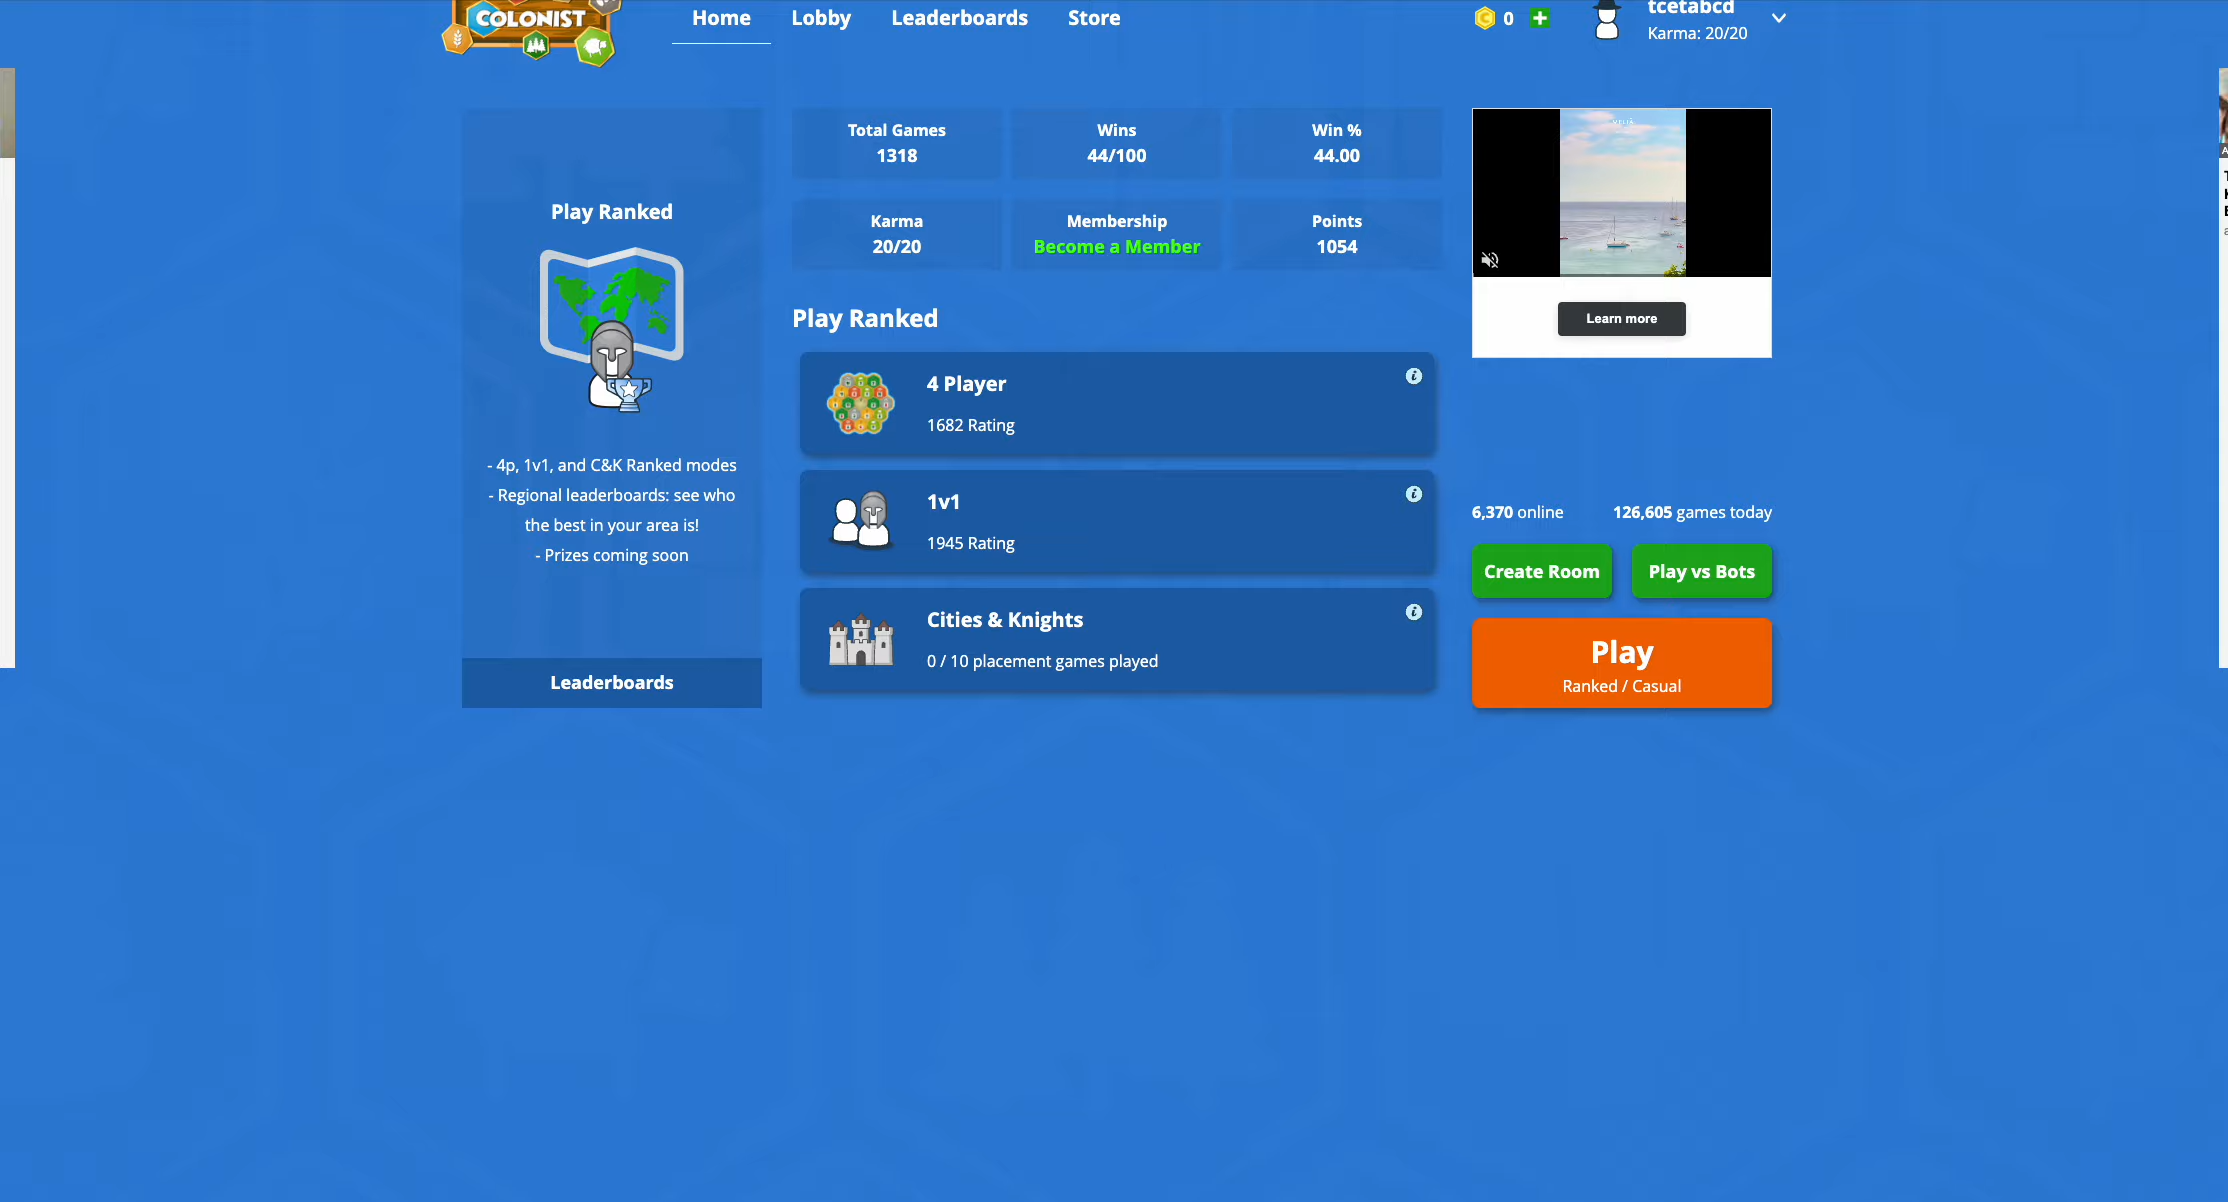 COLONIST
Home
Lobby
Leaderboards
Store
0
tcetabcd
Karma: 20/20
Play Ranked
- 4p, 1v1, and C&K Ranked modes
- Regional leaderboards: see who
the best in your area is!
- Prizes coming soon
Leaderboards
Total Games
1318
Wins
44/100
Win %
44.00
Karma
20/20
Membership
Become a Member
Points
1054
Play Ranked
4 Player
1682 Rating
1v1
1945 Rating
Cities & Knights
0 / 10 placement games played
Learn more
6,370 online
126,605 games today
Create Room
Play vs Bots
Play
Ranked / Casual